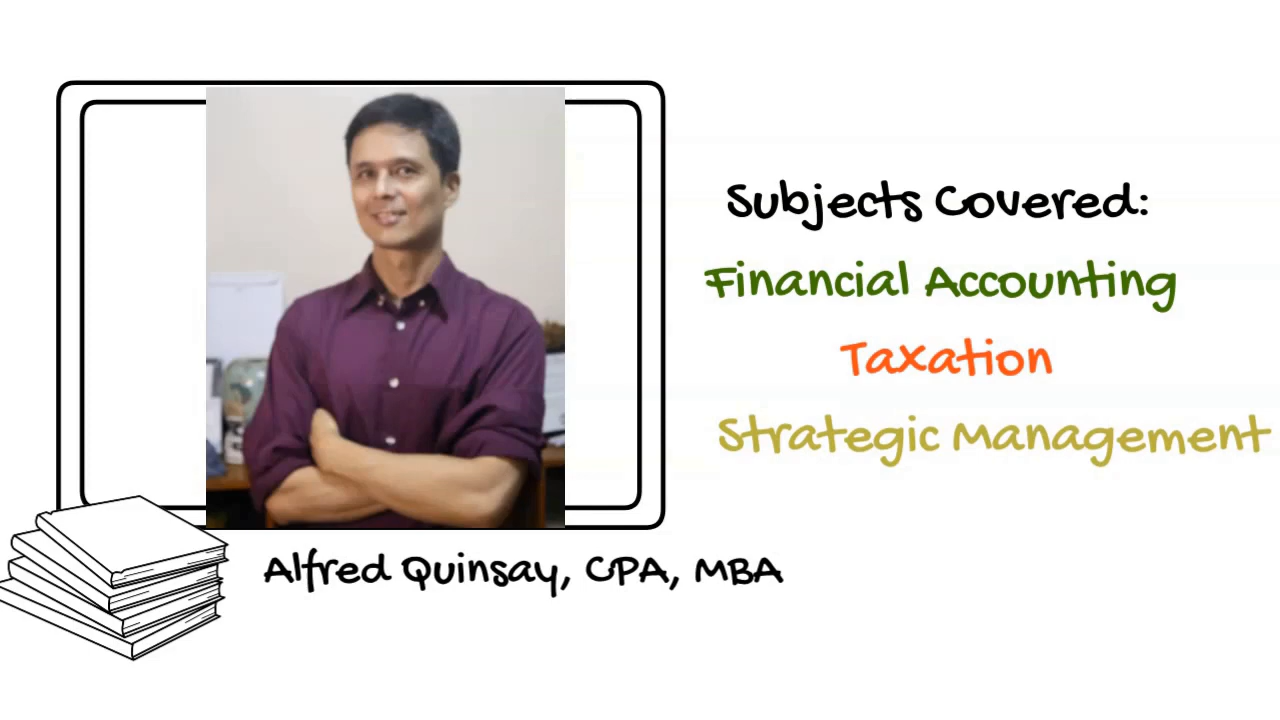 Subjects Covered:
Financial Accounting
Taxation
Strategic Management
Alfred Quinsay, CPA, MBA